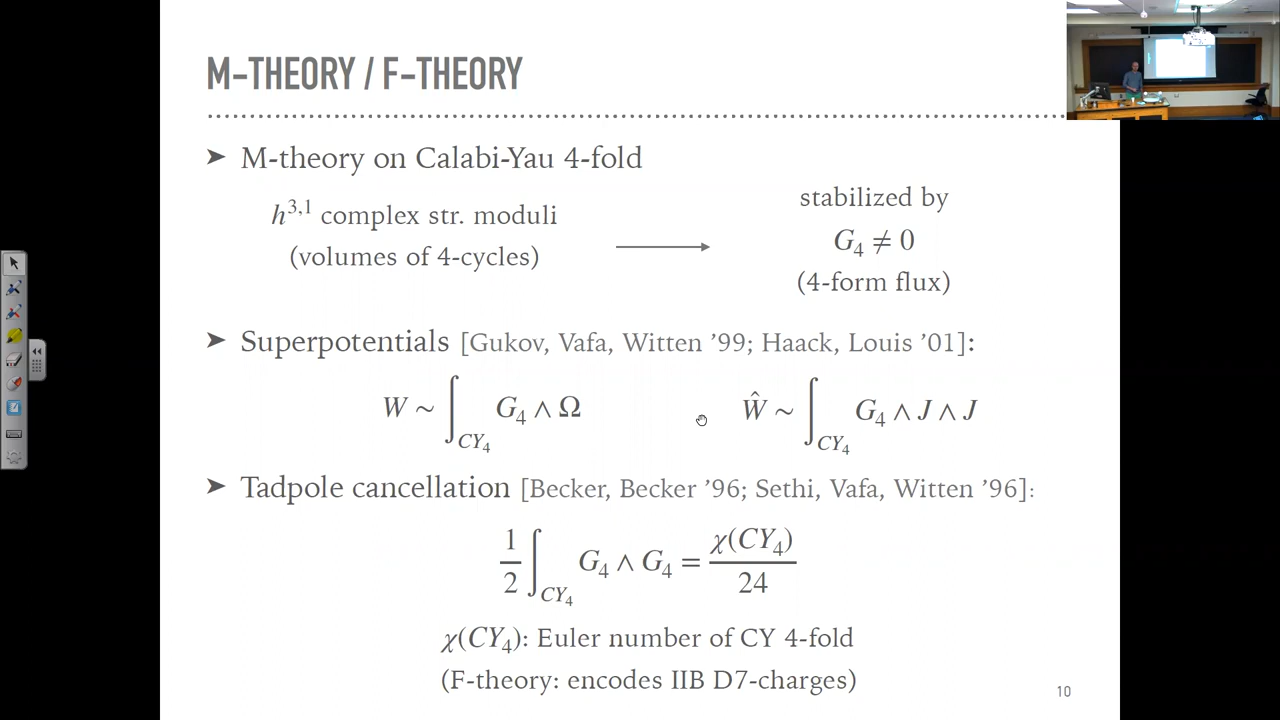 M-THEORY / F-THEORY
➤ M-theory on Calabi-Yau 4-fold
h^{3,1} complex str. moduli
(volumes of 4-cycles)
stabilized by
G_4 ≠ 0
(4-form flux)
➤ Superpotentials [Gukov, Vafa, Witten ’99; Haack, Louis ’01]:
W ∼ ∫_{CY_4} G_4 ∧ Ω
Ŵ ∼ ∫_{CY_4} G_4 ∧ J ∧ J
➤ Tadpole cancellation [Becker, Becker ’96; Sethi, Vafa, Witten ’96]:
1/2 ∫_{CY_4} G_4 ∧ G_4 = χ(CY_4)/24
χ(CY_4): Euler number of CY 4-fold
(F-theory: encodes IIB D7-charges)
10